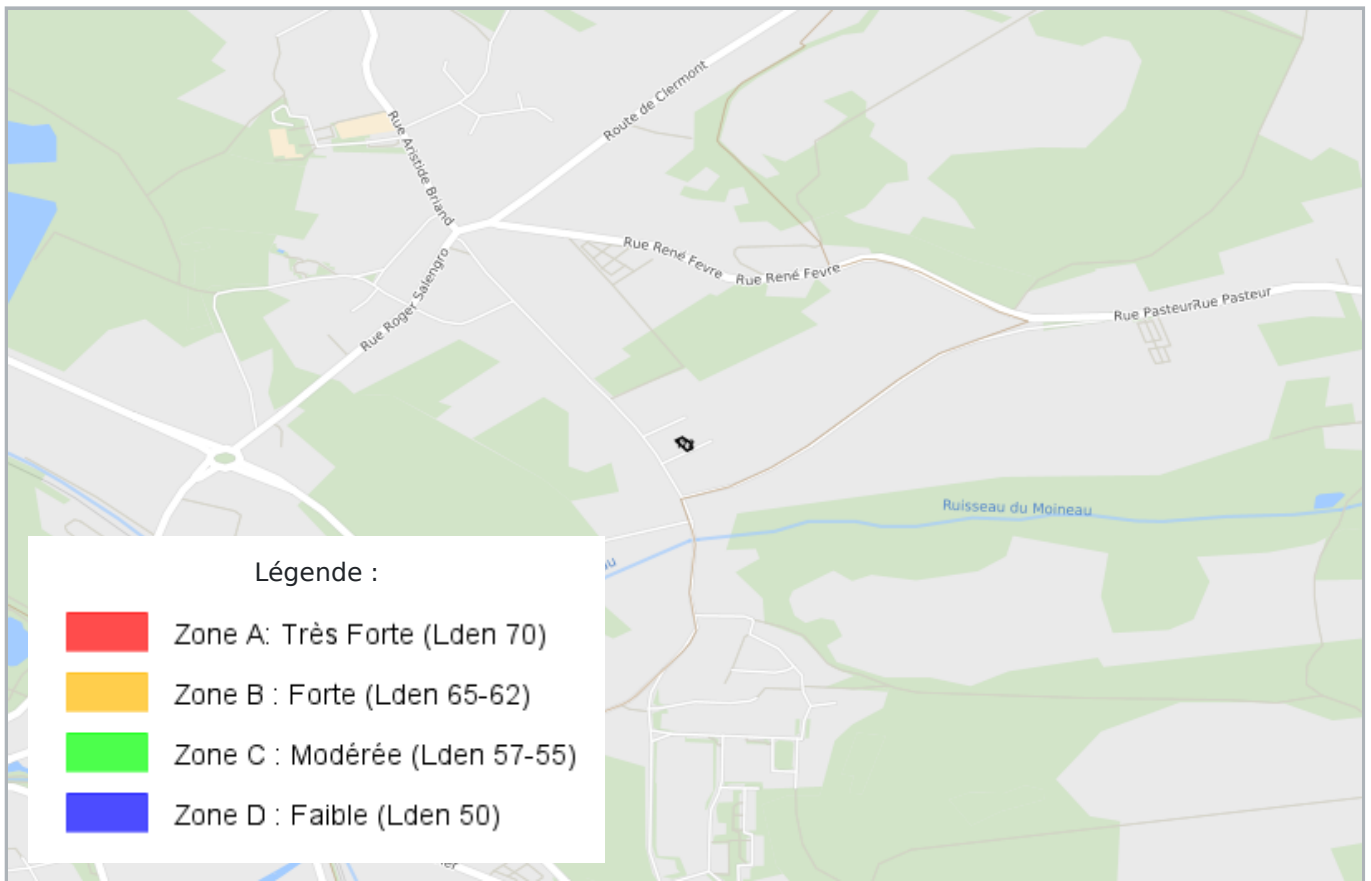 Route de Clermont
Rue Aristide Briand
Rue René Fevre
Rue René Fevre
Rue Roger Salengro
Rue Pasteur
Rue Pasteur
Ruisseau du Moineau
Légende :
Zone A: Très Forte (Lden 70)
Zone B : Forte (Lden 65-62)
Zone C : Modérée (Lden 57-55)
Zone D : Faible (Lden 50)